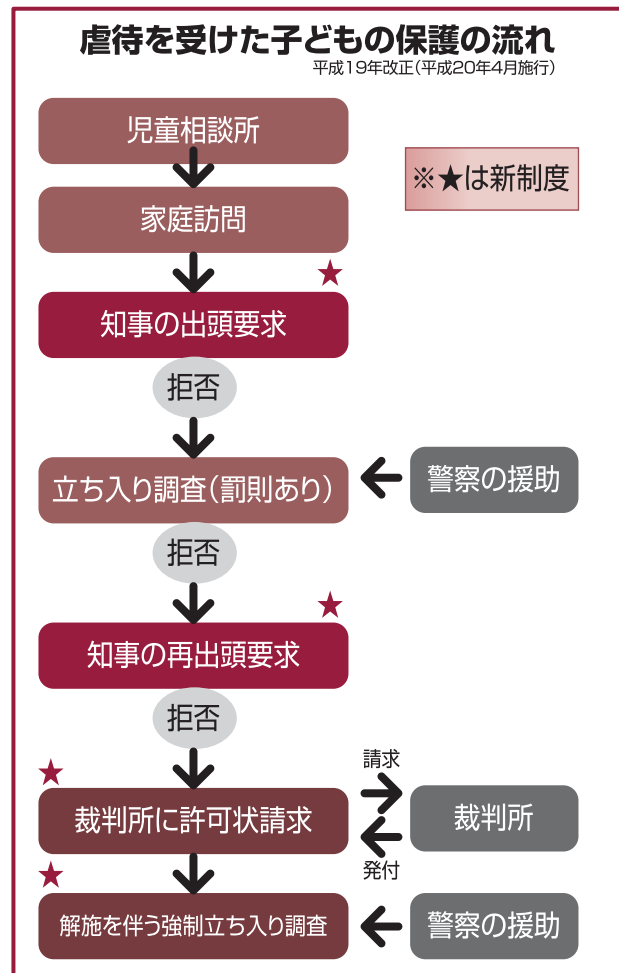 虐待を受けた子どもの保護の流れ
平成19年改正(平成20年4月施行)
児童相談所
※★は新制度
家庭訪問
★
知事の出頭要求
拒否
立ち入り調査(罰則あり)
警察の援助
拒否
★
知事の再出頭要求
拒否
★
請求
裁判所に許可状請求
裁判所
発付
★
解施を伴う強制立ち入り調査
警察の援助